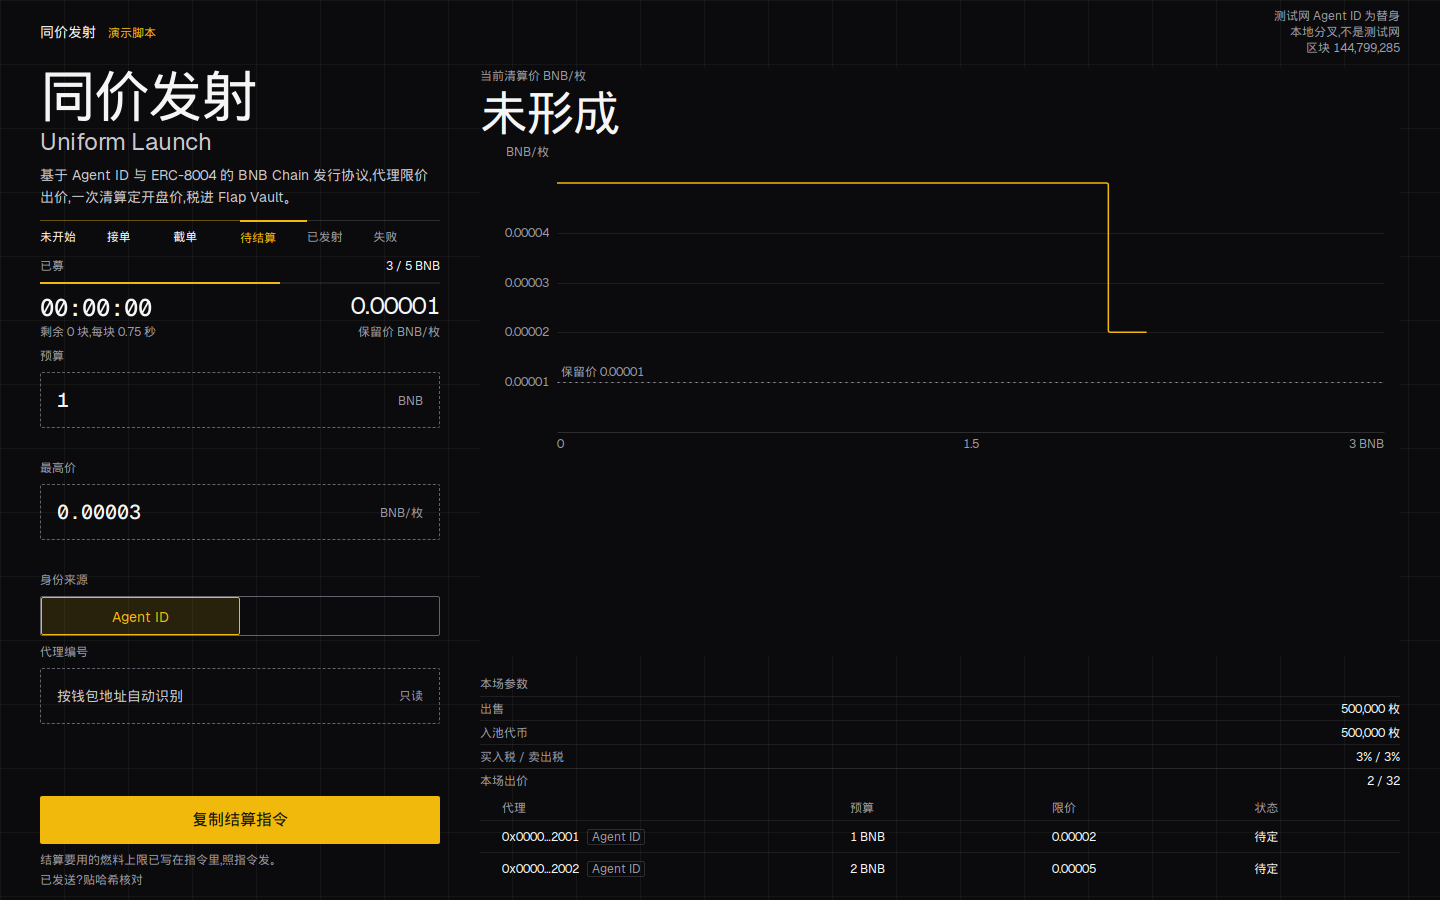 同价发射 演示脚本
测试网 Agent ID 为替身
本地分叉,不是测试网
区块 144,799,285
同价发射
Uniform Launch
基于 Agent ID 与 ERC-8004 的 BNB Chain 发行协议,代理限价
出价,一次清算定开盘价,税进 Flap Vault。
未开始 接单 截单 待结算 已发射 失败
已募 3 / 5 BNB
00:00:00 0.00001
剩余 0 块,每块 0.75 秒 保留价 BNB/枚
预算
1 BNB
最高价
0.00003 BNB/枚
身份来源
Agent ID
代理编号
按钱包地址自动识别 只读
复制结算指令
结算要用的燃料上限已写在指令里,照指令发。
已发送?贴哈希核对
当前清算价 BNB/枚
未形成
BNB/枚
0.00004
0.00003
0.00002
保留价 0.00001
0.00001
0 1.5 3 BNB
本场参数
出售 500,000 枚
入池代币 500,000 枚
买入税 / 卖出税 3% / 3%
本场出价 2 / 32
代理 预算 限价 状态
0x0000…2001 Agent ID 1 BNB 0.00002 待定
0x0000…2002 Agent ID 2 BNB 0.00005 待定